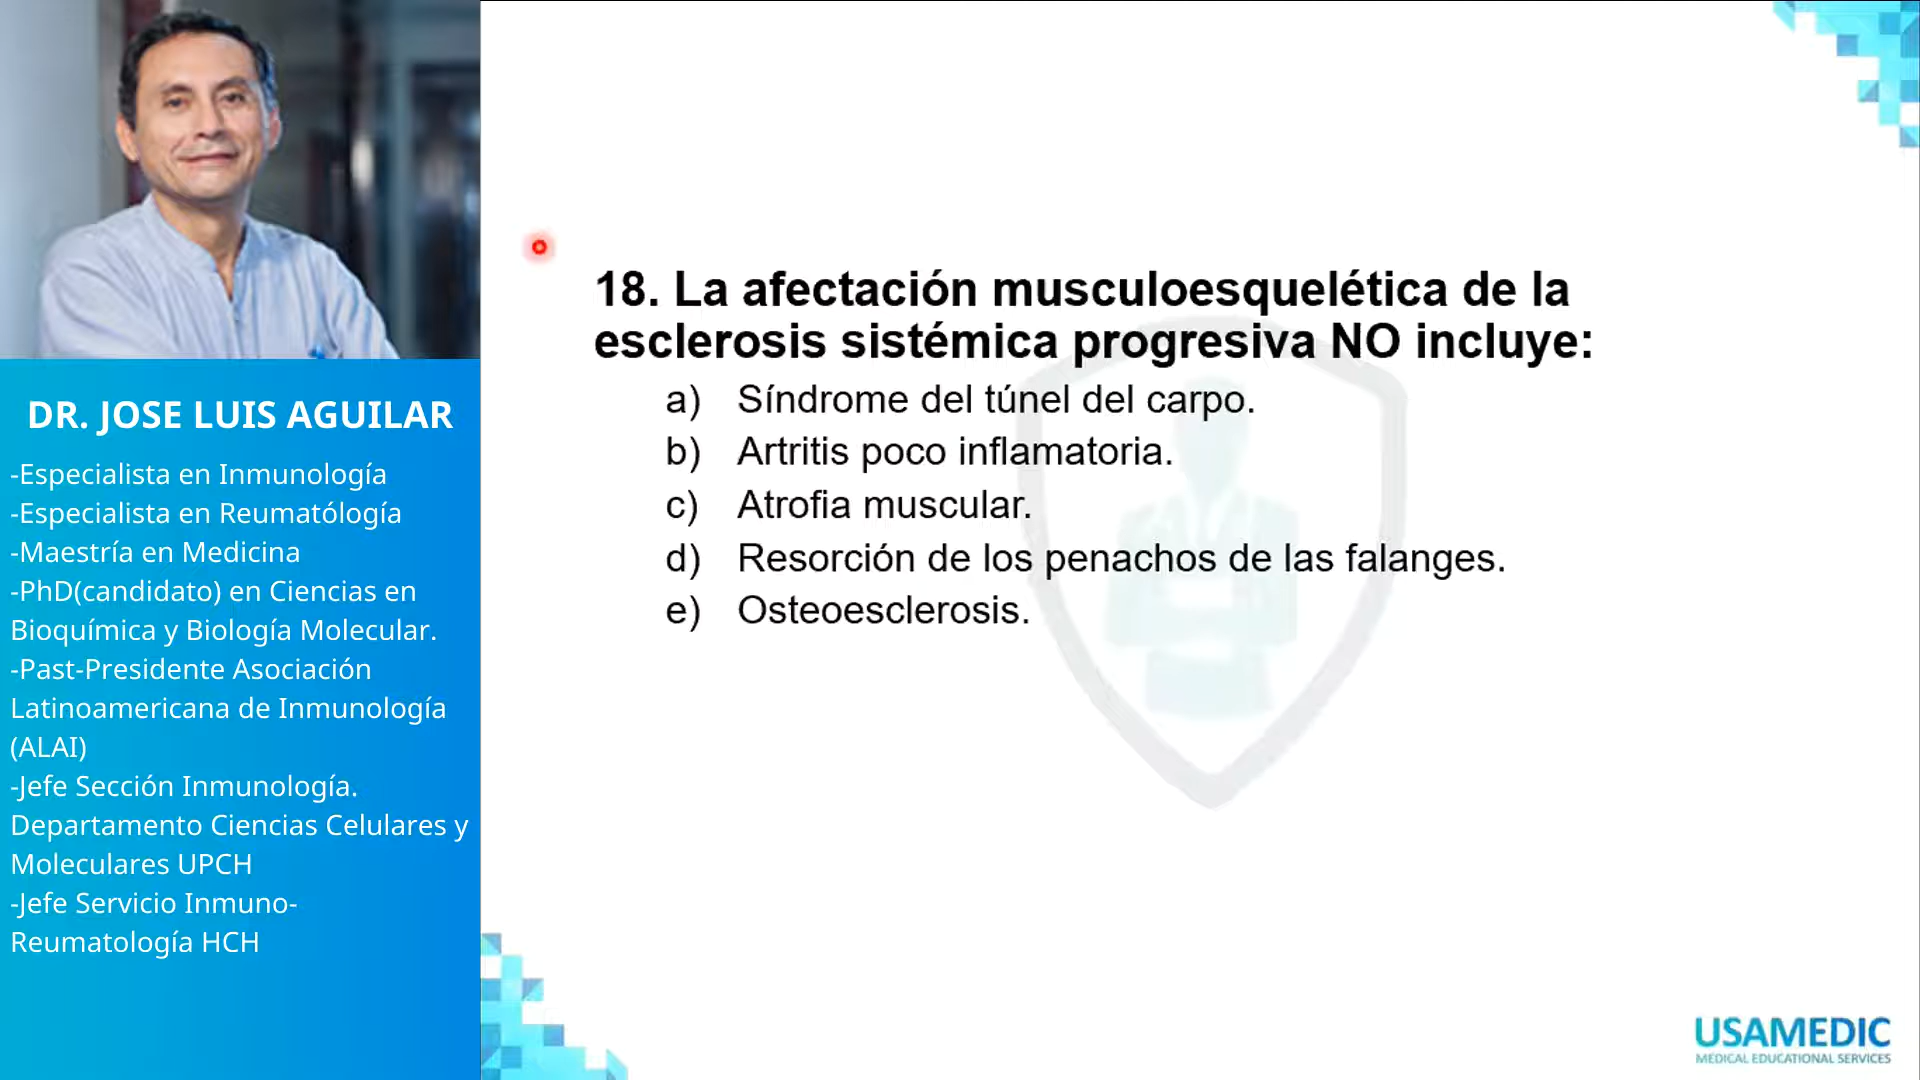 DR. JOSE LUIS AGUILAR
-Especialista en Inmunología
-Especialista en Reumatólogía
-Maestría en Medicina
-PhD(candidato) en Ciencias en
Bioquímica y Biología Molecular.
-Past-Presidente Asociación
Latinoamericana de Inmunología
(ALAI)
-Jefe Sección Inmunología.
Departamento Ciencias Celulares y
Moleculares UPCH
-Jefe Servicio Inmuno-
Reumatología HCH
18. La afectación musculoesquelética de la
esclerosis sistémica progresiva NO incluye:
a) Síndrome del túnel del carpo.
b) Artritis poco inflamatoria.
c) Atrofia muscular.
d) Resorción de los penachos de las falanges.
e) Osteoesclerosis.
USAMEDIC
MEDICAL EDUCATIONAL SERVICES